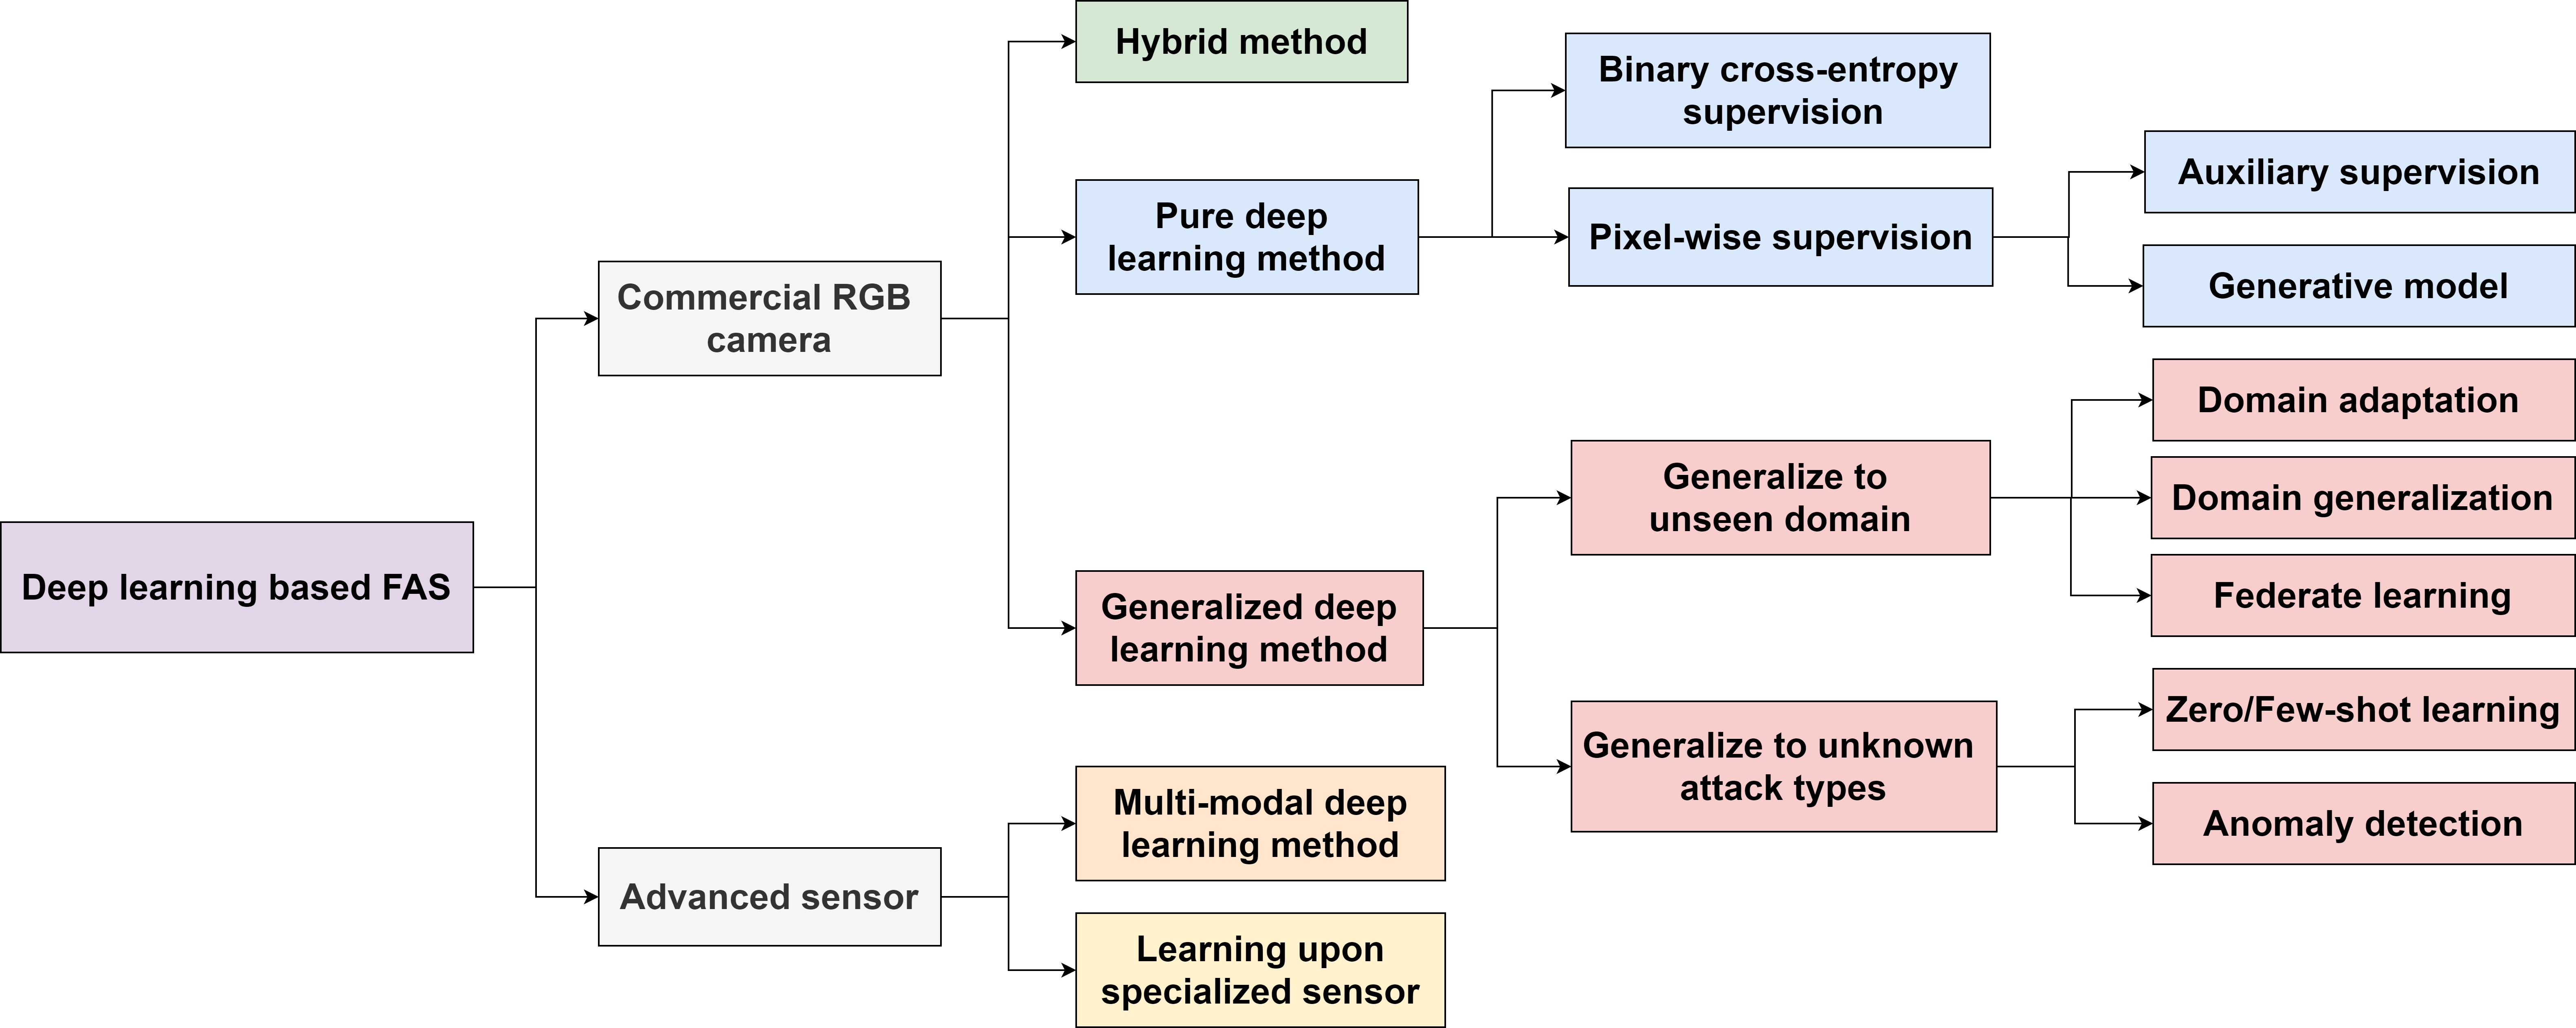 Deep learning based FAS
Commercial RGB
camera
Advanced sensor
Hybrid method
Pure deep
learning method
Generalized deep
learning method
Multi-modal deep
learning method
Learning upon
specialized sensor
Binary cross-entropy
supervision
Pixel-wise supervision
Generalize to
unseen domain
Generalize to unknown
attack types
Auxiliary supervision
Generative model
Domain adaptation
Domain generalization
Federate learning
Zero/Few-shot learning
Anomaly detection